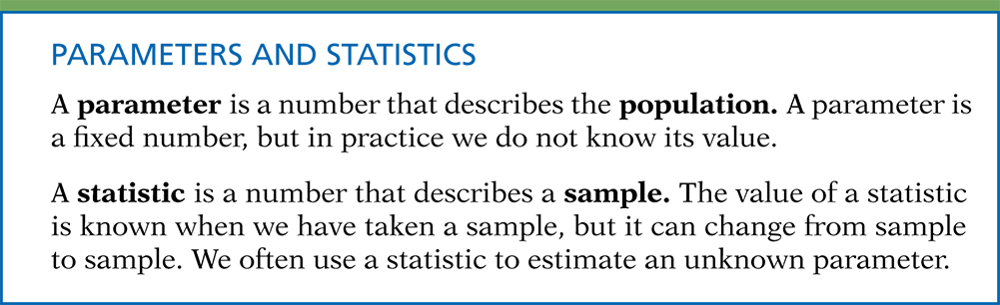 PARAMETERS AND STATISTICS
A parameter is a number that describes the population. A parameter is
a fixed number, but in practice we do not know its value.
A statistic is a number that describes a sample. The value of a statistic
is known when we have taken a sample, but it can change from sample
to sample. We often use a statistic to estimate an unknown parameter.